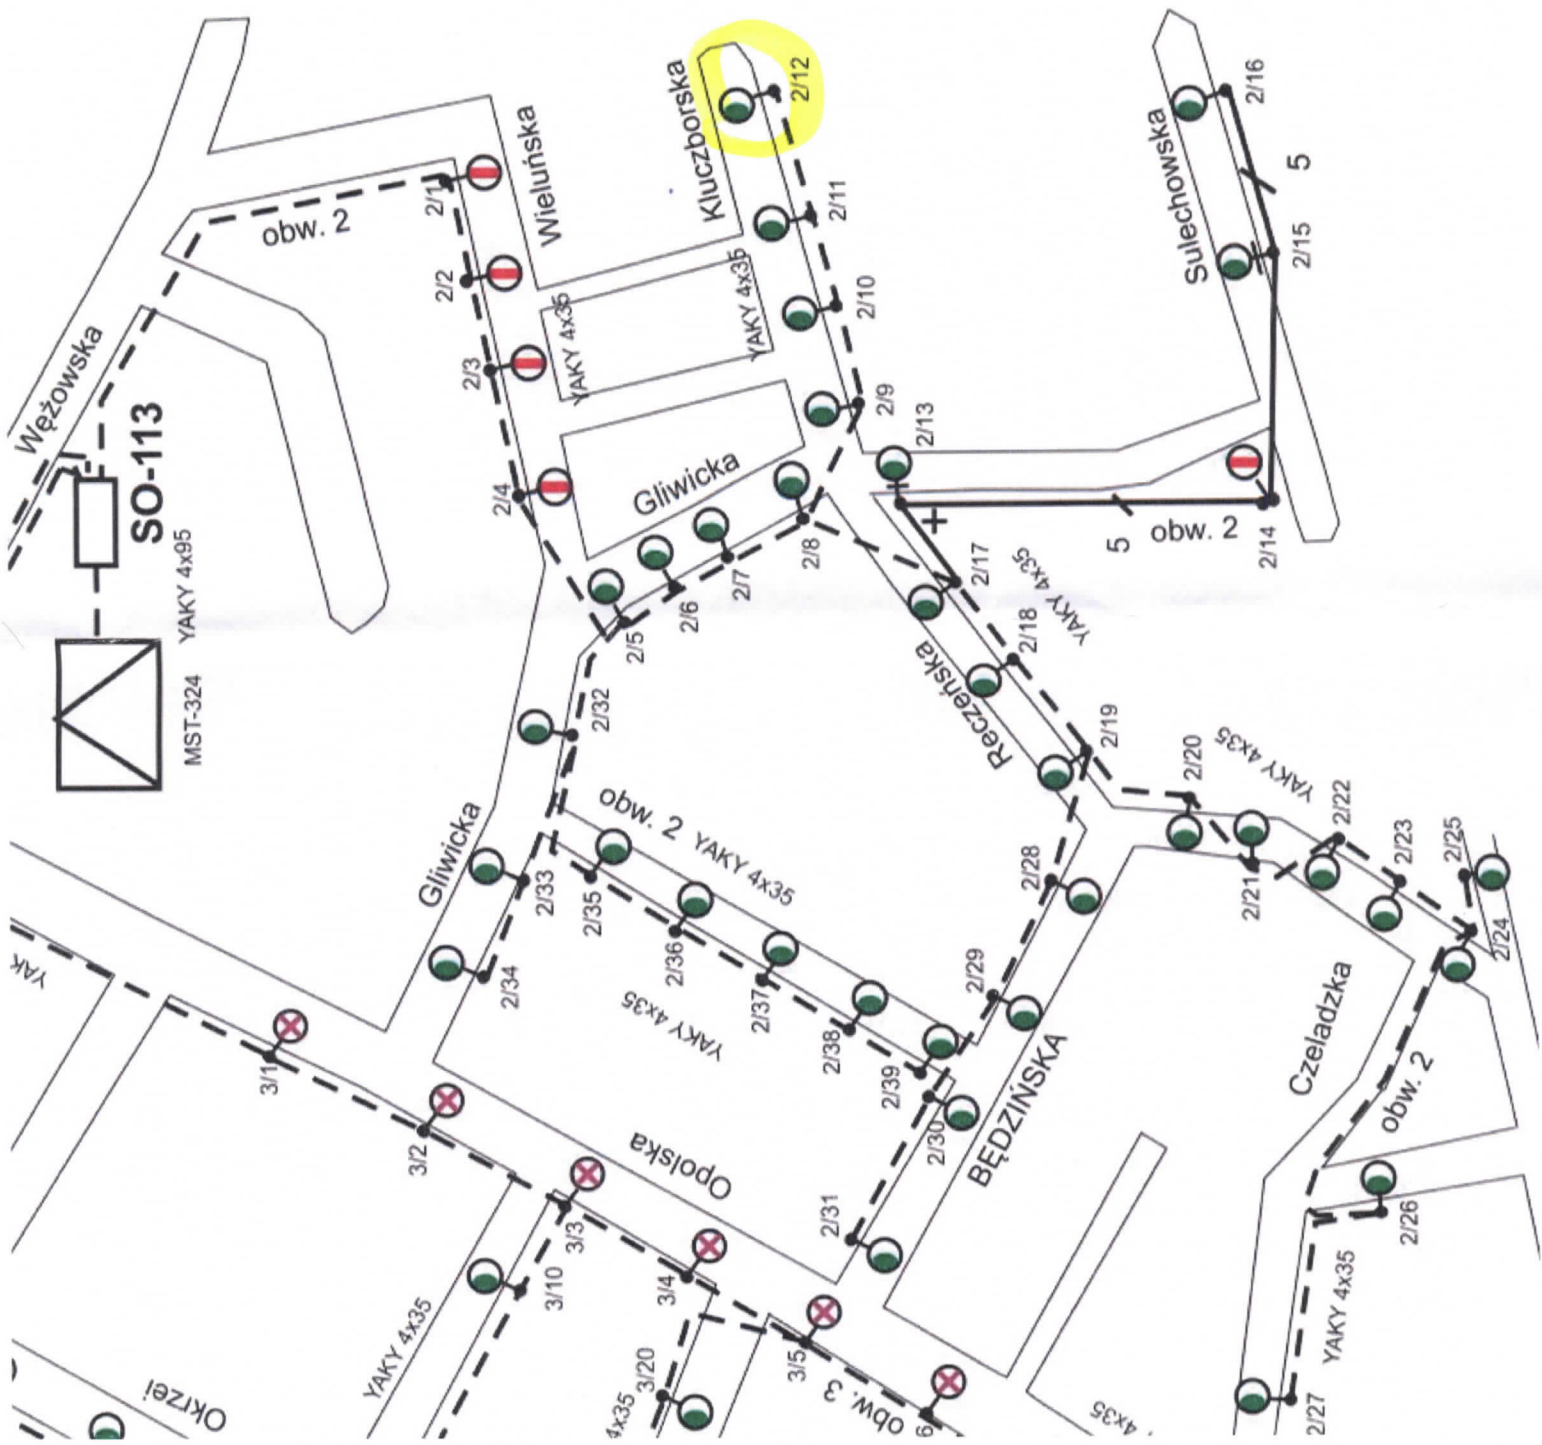 2/12
Kluczborska
2/16
Sulechowska
5
Wieluńska
2/1
obw. 2
2/11
2/15
2/2
YAKY 4x35
2/10
Wężowska
2/3
YAKY 4x35
2/9
2/13
SO-113
2/4
Gliwicka
5
obw. 2
2/14
YAKY 4x95
2/8
2/17
YAKY 4x35
2/7
2/6
2/5
2/18
MST-324
2/32
Reczeńska
2/19
2/20
YAKY 4x35
obw. 2 YAKY 4x35
2/22
Gliwicka
2/33
2/35
2/28
2/21
2/23
2/25
2/36
2/24
YAK
2/34
2/37
2/29
YAKY 4x35
2/38
Czeladzka
3/1
2/39
BĘDZIŃSKA
obw. 2
3/2
2/30
Opolska
3/3
2/31
2/26
3/4
3/10
YAKY 4x35
YAKY 4x35
3/5
3/20
4x35
obw. 3
Okrzei
4x35
2/27
6